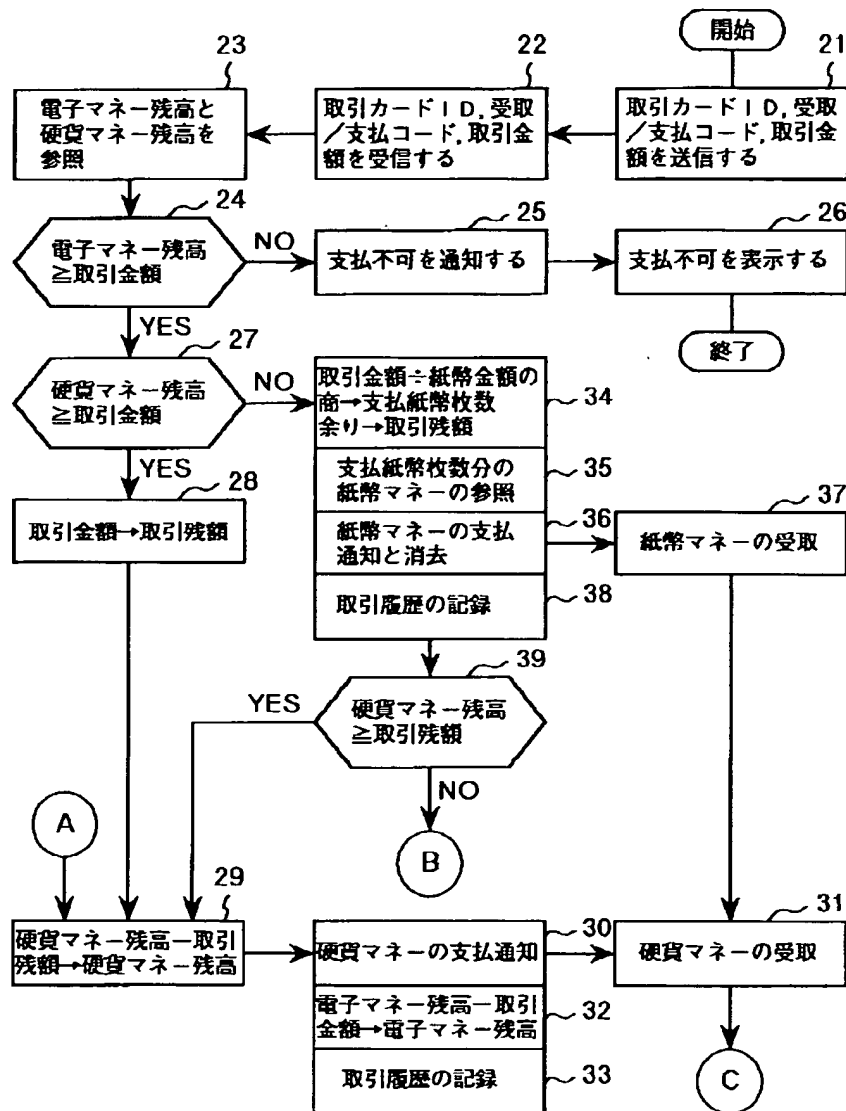 開始
23
22
21
電子マネー残高と
硬貨マネー残高を
参照
取引カードID,受取
／支払コード,取引金
額を受信する
取引カードID,受取
／支払コード,取引金
額を送信する
24
25
26
電子マネー残高
≧取引金額
NO
支払不可を通知する
支払不可を表示する
YES
終了
27
硬貨マネー残高
≧取引金額
NO
取引金額÷紙幣金額の
商→支払紙幣枚数
余り→取引残額
34
支払紙幣枚数分の
紙幣マネーの参照
35
YES
28
取引金額→取引残額
紙幣マネーの支払
通知と消去
36
37
紙幣マネーの受取
取引履歴の記録
38
39
YES
硬貨マネー残高
≧取引残額
NO
A
B
29
硬貨マネー残高ー取引
残額→硬貨マネー残高
硬貨マネーの支払通知
30
31
硬貨マネーの受取
電子マネー残高ー取引
金額→電子マネー残高
32
取引履歴の記録
33
C